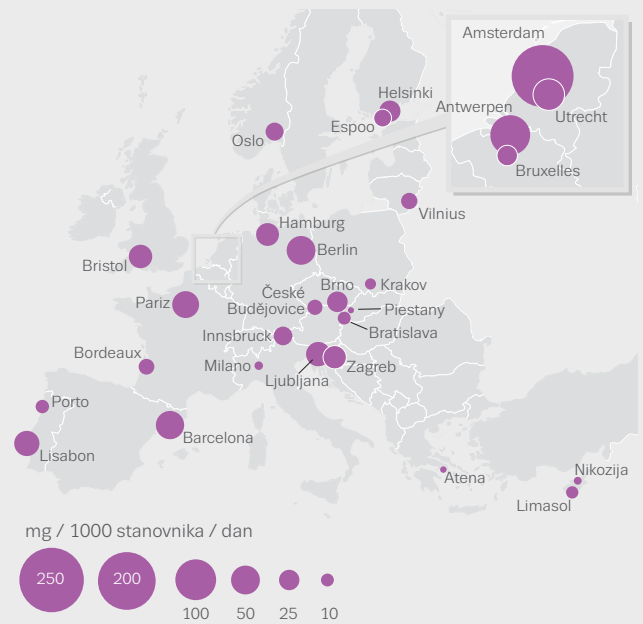 Amsterdam
Utrecht
Antwerpen
Bruxelles
Helsinki
Espoo
Oslo
Vilnius
Hamburg
Berlin
Bristol
Pariz
České
Budějovice
Brno
Krakov
Piestany
Bratislava
Innsbruck
Bordeaux
Milano
Ljubljana
Zagreb
Porto
Lisabon
Barcelona
Atena
Nikozija
Limasol
mg / 1000 stanovnika / dan
250
200
100
50
25
10